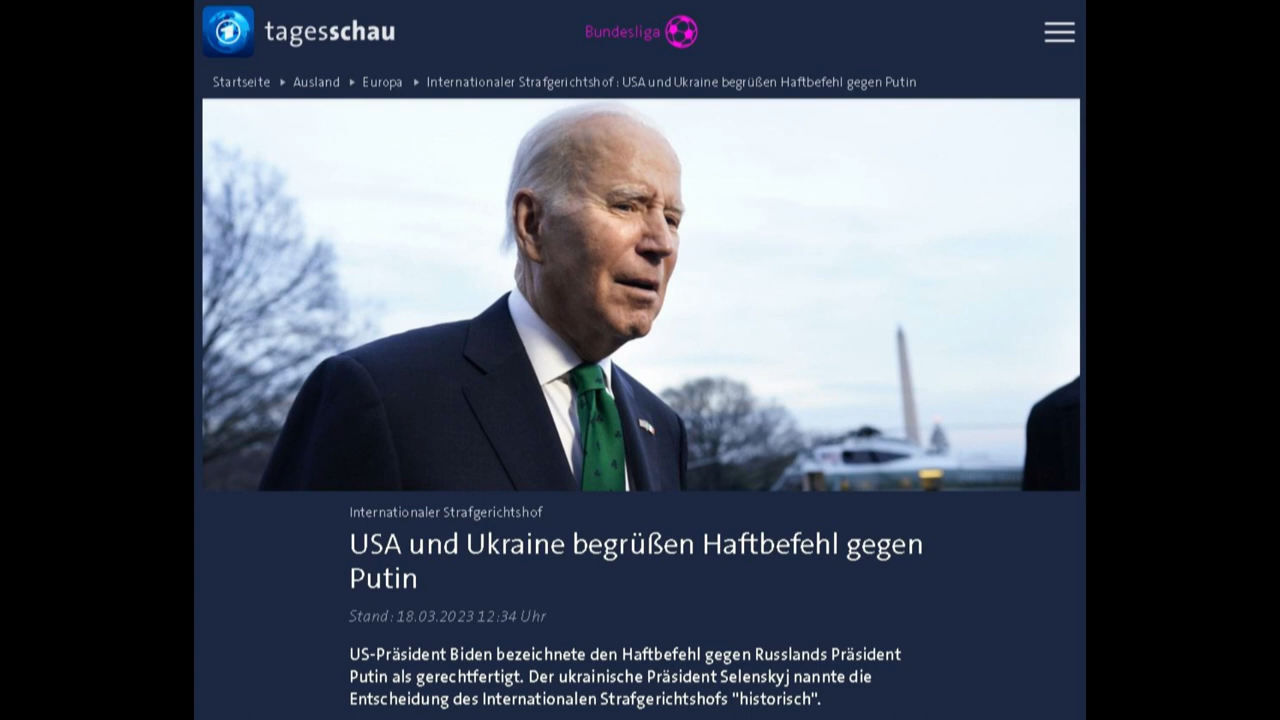 tagesschau
Bundesliga
Startseite ▸ Ausland ▸ Europa ▸ Internationaler Strafgerichtshof : USA und Ukraine begrüßen Haftbefehl gegen Putin
Internationaler Strafgerichtshof
USA und Ukraine begrüßen Haftbefehl gegen
Putin
Stand: 18.03.2023 12:34 Uhr
US-Präsident Biden bezeichnete den Haftbefehl gegen Russlands Präsident
Putin als gerechtfertigt. Der ukrainische Präsident Selenskyj nannte die
Entscheidung des Internationalen Strafgerichtshofs "historisch".